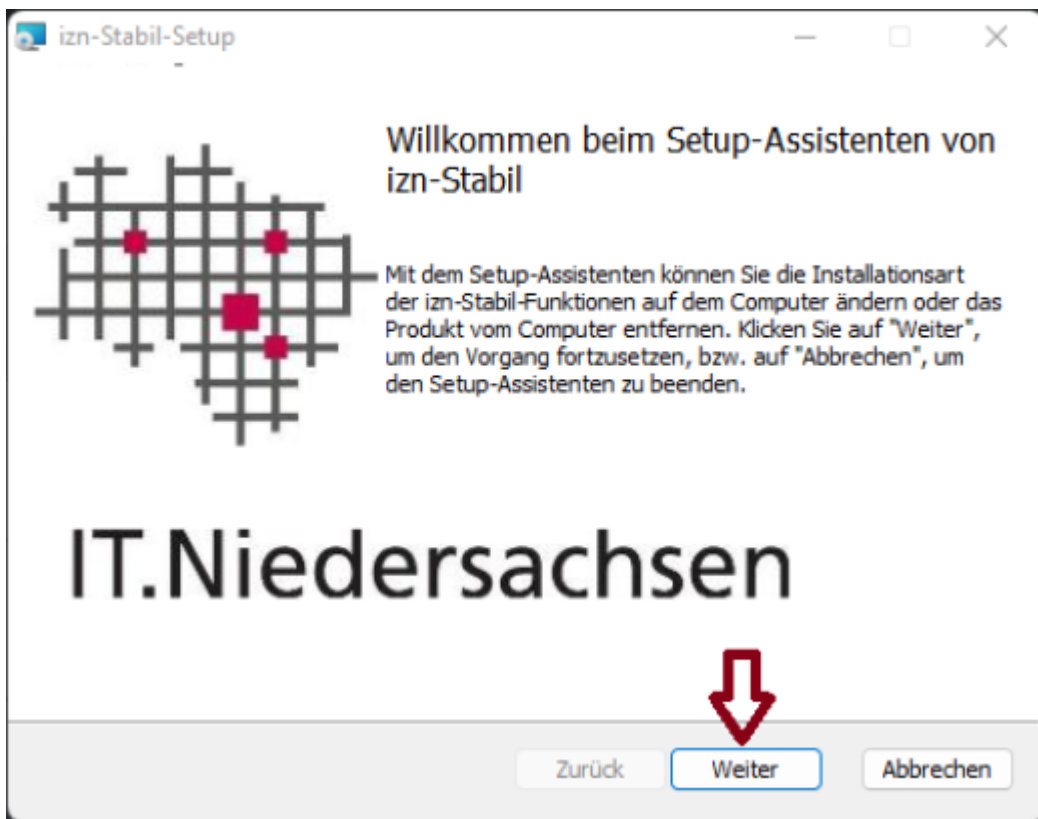 izn-Stabil-Setup
Willkommen beim Setup-Assistenten von
izn-Stabil
Mit dem Setup-Assistenten können Sie die Installationsart
der izn-Stabil-Funktionen auf dem Computer ändern oder das
Produkt vom Computer entfernen. Klicken Sie auf "Weiter",
um den Vorgang fortzusetzen, bzw. auf "Abbrechen", um
den Setup-Assistenten zu beenden.
IT.Niedersachsen
Zurück Weiter Abbrechen